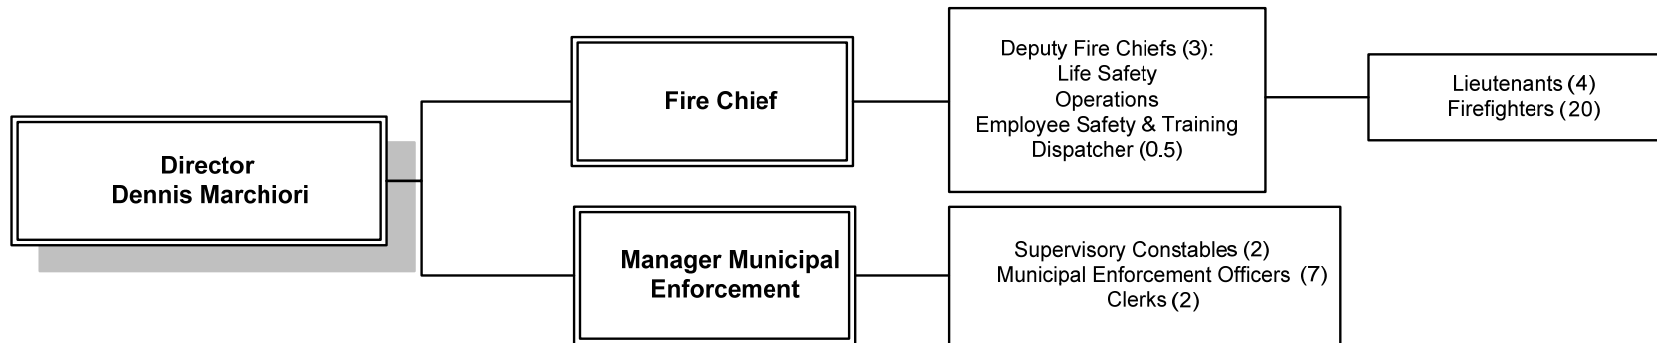 Director
Dennis Marchiori
Fire Chief
Deputy Fire Chiefs (3):
Life Safety
Operations
Employee Safety & Training
Dispatcher (0.5)
Lieutenants (4)
Firefighters (20)
Manager Municipal
Enforcement
Supervisory Constables (2)
Municipal Enforcement Officers (7)
Clerks (2)